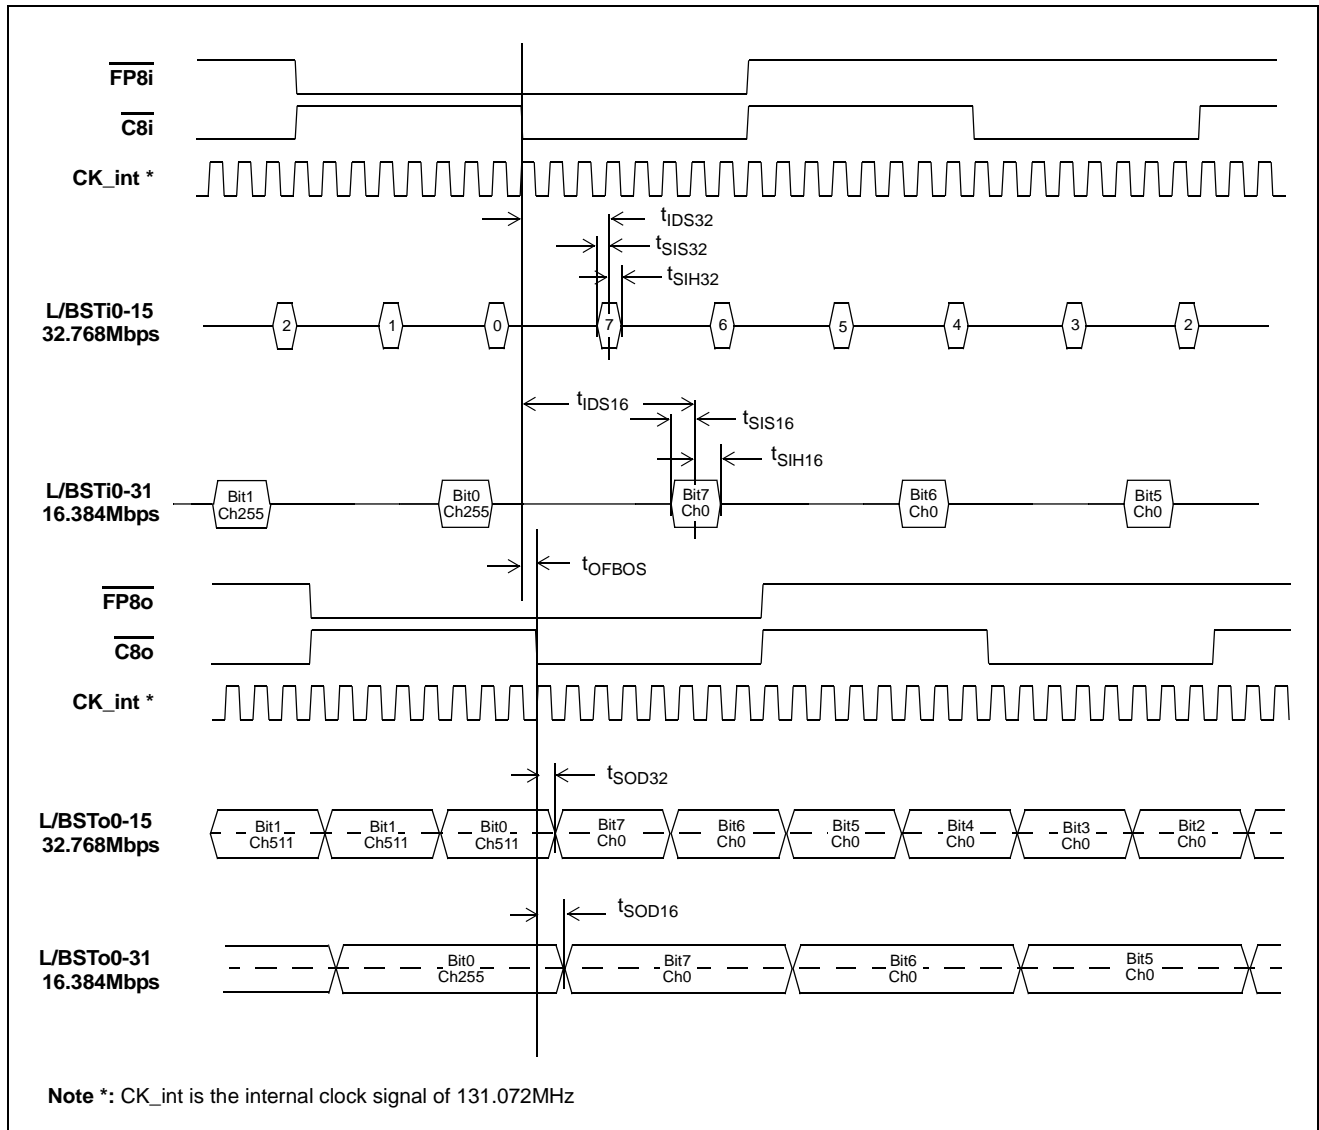 FP8i
C8i
CK_int *
tIDS32
tSIS32
tSIH32
L/BSTi0-15
32.768Mbps
2 1 0 7 6 5 4 3 2
tIDS16
tSIS16
tSIH16
L/BSTi0-31
16.384Mbps
Bit1 Bit0 Bit7 Bit6 Bit5
Ch255 Ch255 Ch0 Ch0 Ch0
tOFBOS
FP8o
C8o
CK_int *
tSOD32
L/BSTo0-15
32.768Mbps
Bit1 Bit1 Bit0 Bit7 Bit6 Bit5 Bit4 Bit3 Bit2
Ch511 Ch511 Ch511 Ch0 Ch0 Ch0 Ch0 Ch0 Ch0
tSOD16
L/BSTo0-31
16.384Mbps
Bit0 Bit7 Bit6 Bit5
Ch255 Ch0 Ch0 Ch0
Note *: CK_int is the internal clock signal of 131.072MHz